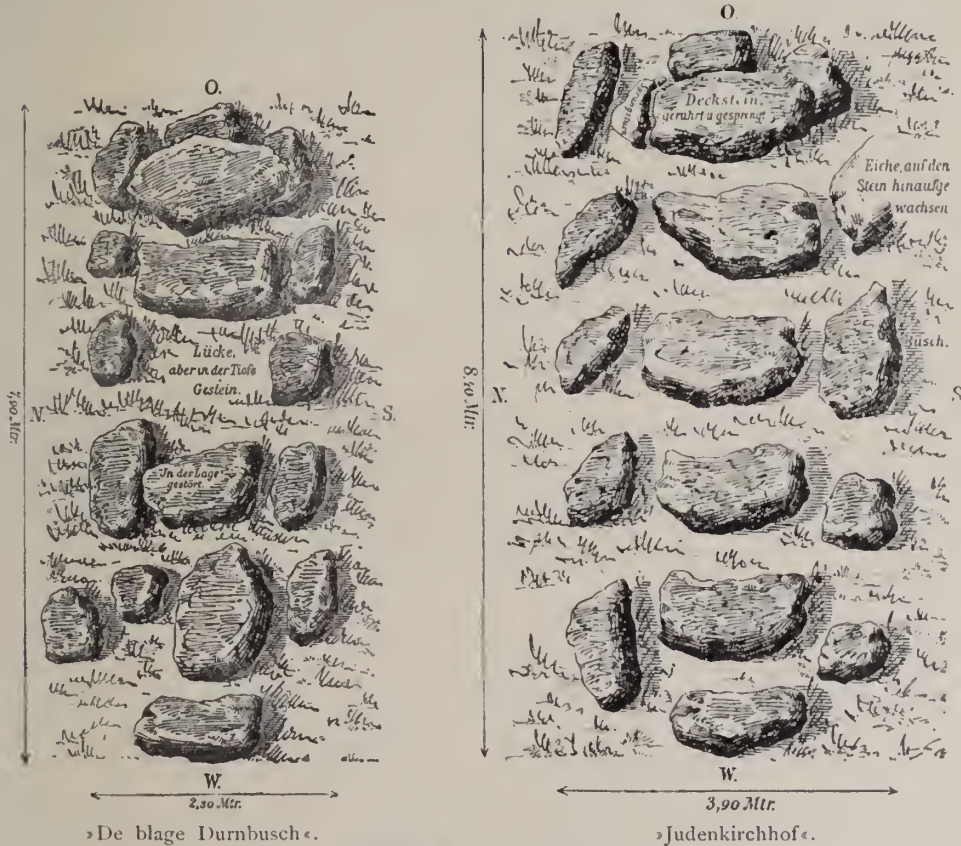 O.
Lücke,
aber in der Tiefe
Gestein.
N.
S.
In der Lage
gestört.
7,90 Mtr.
W.
2,30 Mtr.
»De blage Durnbusch«.
O.
Deckstein,
gerührt u gesprengt
Eiche, auf den
Stein hinaufge
wachsen
Busch.
N.
S.
8,40 Mtr.
W.
3,90 Mtr.
»Judenkirchhof«.